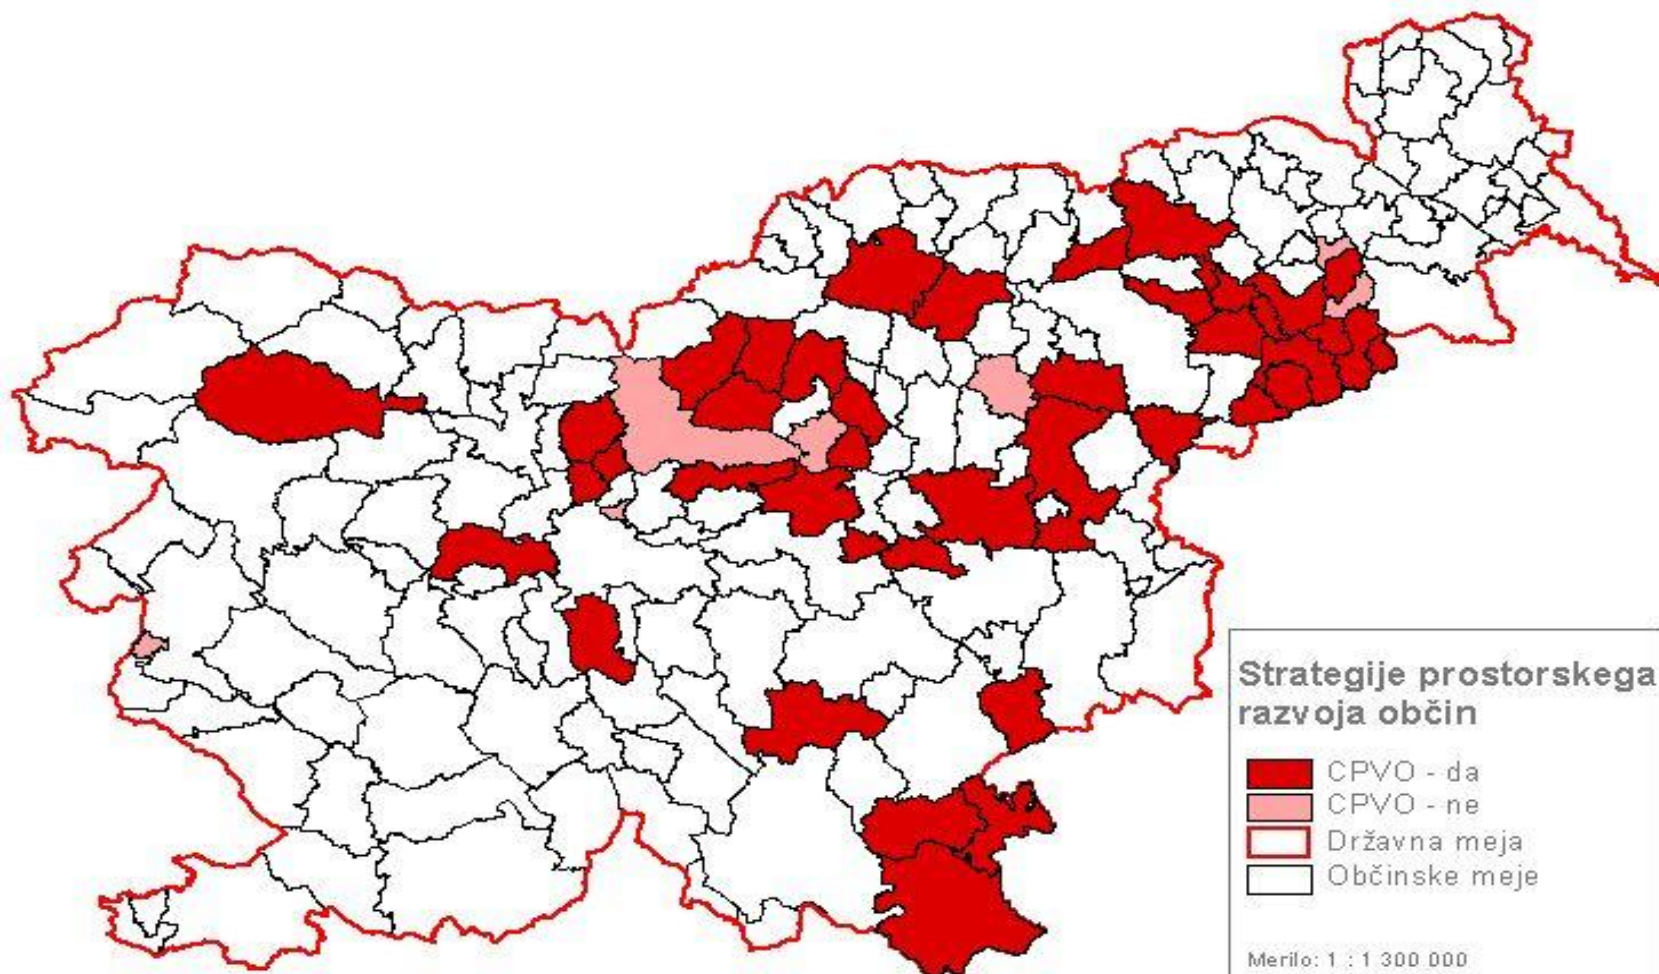 Strategije prostorskega
razvoja občin
CPVO - da
CPVO - ne
Državna meja
Občinske meje
Merilo: 1 : 1 300 000